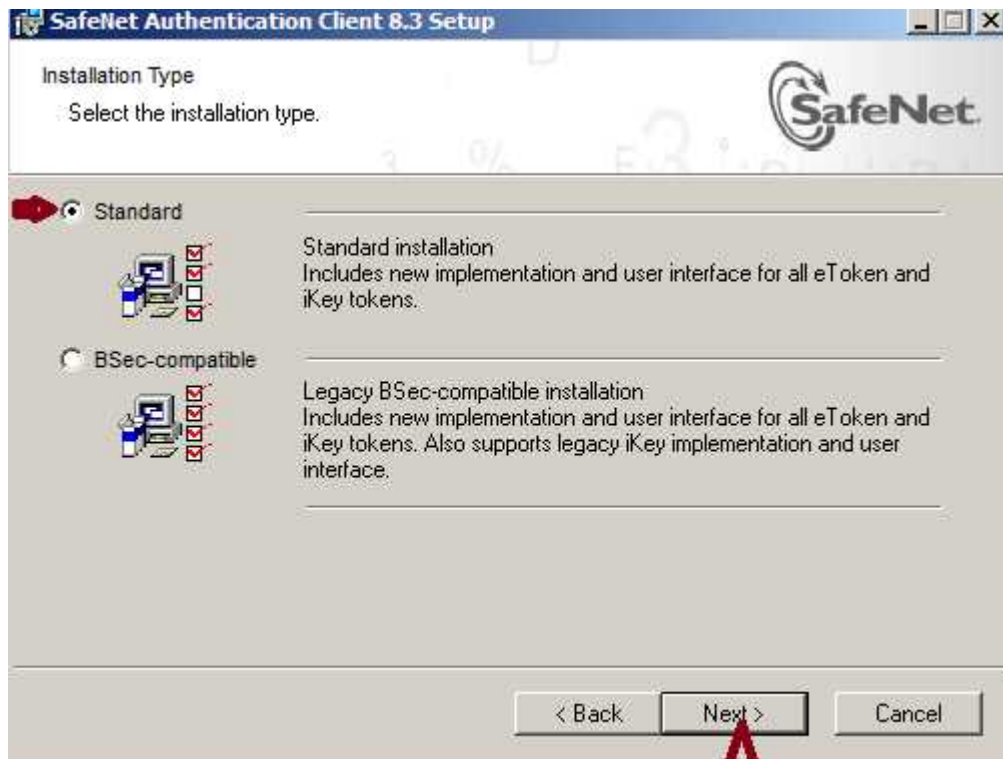 SafeNet Authentication Client 8.3 Setup
Installation Type
Select the installation type.
SafeNet.
Standard
Standard installation
Includes new implementation and user interface for all eToken and
iKey tokens.
BSec-compatible
Legacy BSec-compatible installation
Includes new implementation and user interface for all eToken and
iKey tokens. Also supports legacy iKey implementation and user
interface.
< Back
Next >
Cancel